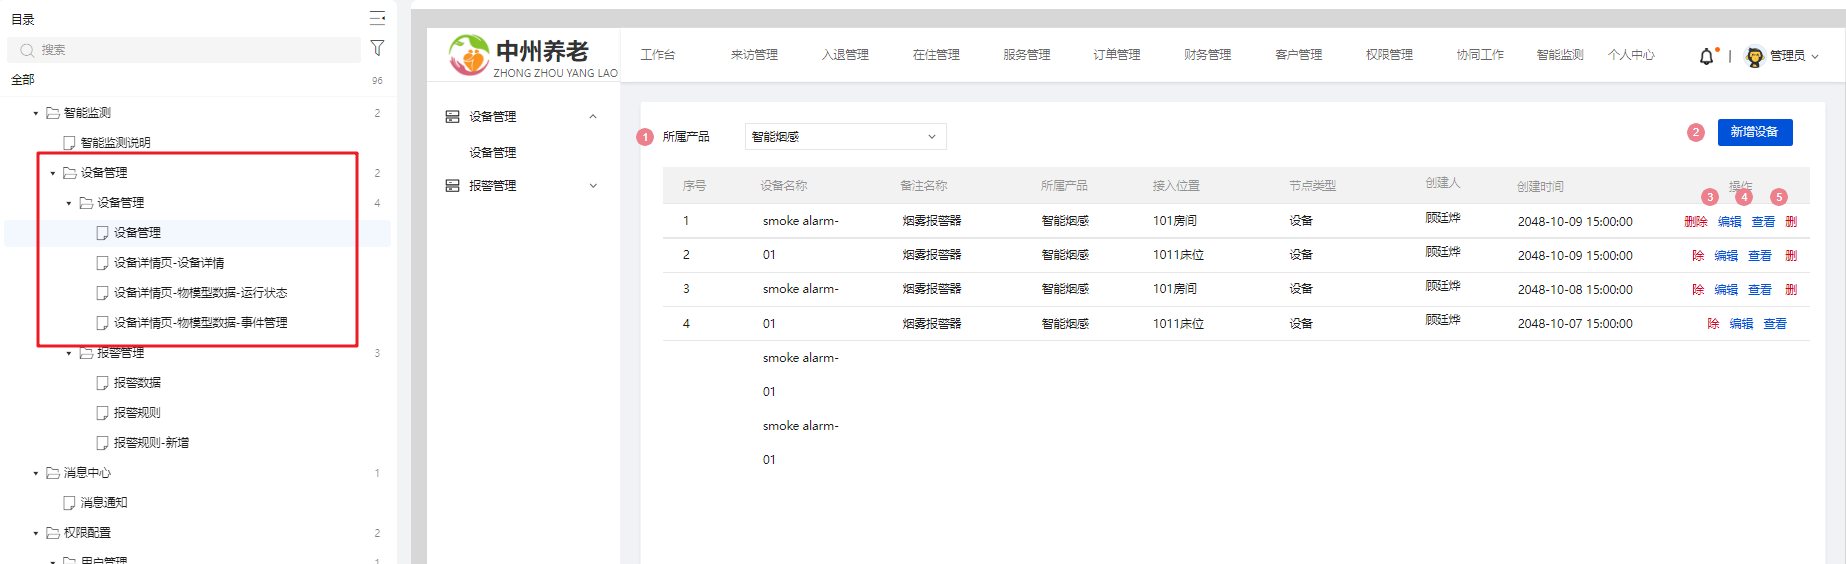 目录
搜索
全部 96
智能监测 2
智能监测说明
设备管理 2
设备管理 4
设备管理
设备详情页-设备详情
设备详情页-物模型数据-运行状态
设备详情页-物模型数据-事件管理
报警管理 3
报警数据
报警规则
报警规则-新增
消息中心 1
消息通知
权限配置 2
用户管理 1
中州养老
ZHONG ZHOU YANG LAO
工作台 来访管理 入退管理 在住管理 服务管理 订单管理 财务管理 客户管理 权限管理 协同工作 智能监测 个人中心 | 管理员
设备管理
设备管理
报警管理
1 所属产品 智能烟感 2 新增设备
序号 设备名称 备注名称 所属产品 接入位置 节点类型 创建人 创建时间 操作
3 4 5
1 smoke alarm- 烟雾报警器 智能烟感 101房间 设备 顾廷烨 2048-10-09 15:00:00 删除 编辑 查看 删
2 01 烟雾报警器 智能烟感 1011床位 设备 顾廷烨 2048-10-09 15:00:00 除 编辑 查看 删
3 smoke alarm- 烟雾报警器 智能烟感 101房间 设备 顾廷烨 2048-10-08 15:00:00 除 编辑 查看 删
4 01 烟雾报警器 智能烟感 1011床位 设备 顾廷烨 2048-10-07 15:00:00 除 编辑 查看
smoke alarm-
01
smoke alarm-
01